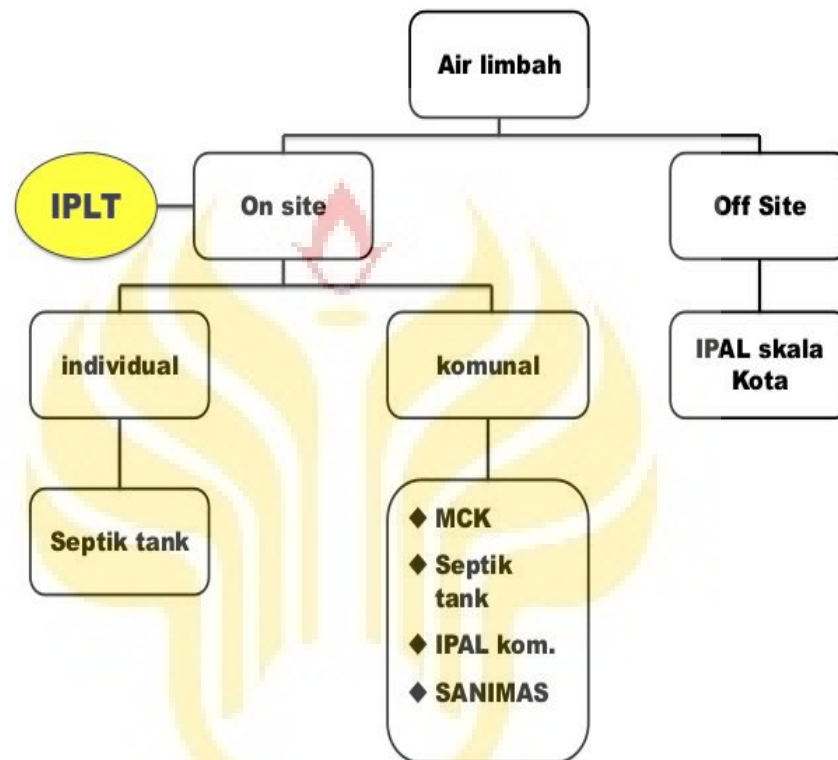 Air limbah
IPLT
On site
Off Site
individual
komunal
IPAL skala
Kota
Septik tank
◆ MCK
◆ Septik
tank
◆ IPAL kom.
◆ SANIMAS